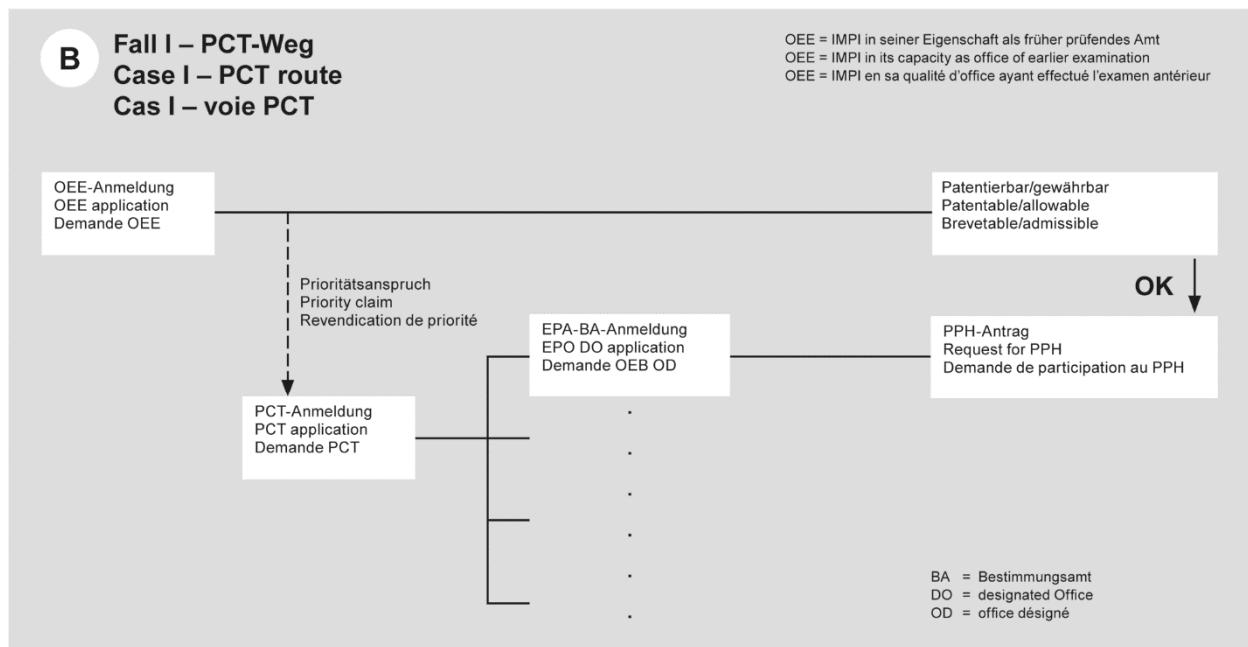 B
Fall I – PCT-Weg
Case I – PCT route
Cas I – voie PCT
OEE = IMPI in seiner Eigenschaft als früher prüfendes Amt
OEE = IMPI in its capacity as office of earlier examination
OEE = IMPI en sa qualité d'office ayant effectué l'examen antérieur
OEE-Anmeldung
OEE application
Demande OEE
Patentierbar/gewährbar
Patentable/allowable
Brevetable/admissible
Prioritätsanspruch
Priority claim
Revendication de priorité
OK
EPA-BA-Anmeldung
EPO DO application
Demande OEB OD
PPH-Antrag
Request for PPH
Demande de participation au PPH
PCT-Anmeldung
PCT application
Demande PCT
BA = Bestimmungsamt
DO = designated Office
OD = office désigné